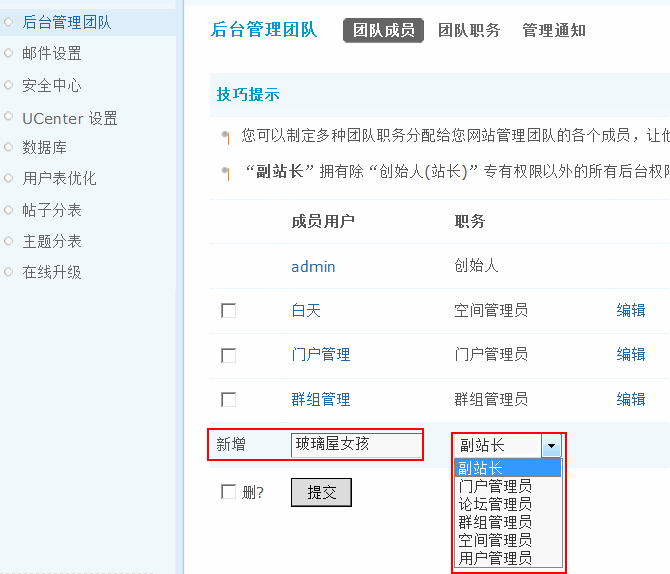 后台管理团队
邮件设置
安全中心
UCenter 设置
数据库
用户表优化
帖子分表
主题分表
在线升级
后台管理团队 团队成员 团队职务 管理通知
技巧提示
您可以制定多种团队职务分配给您网站管理团队的各个成员，让他
“副站长”拥有除“创始人(站长)”专有权限以外的所有后台权限
成员用户 职务
admin 创始人
白天 空间管理员 编辑
门户管理 门户管理员 编辑
群组管理 群组管理员 编辑
新增 玻璃屋女孩 副站长
副站长
门户管理员
论坛管理员
群组管理员
空间管理员
用户管理员
删? 提交